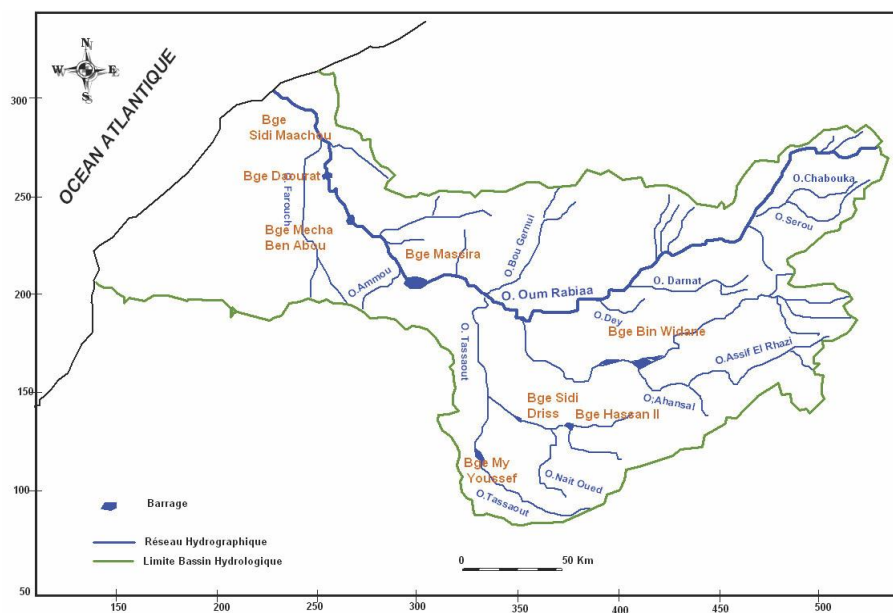 N
W E
S
OCEAN ATLANTIQUE
300
250
200
150
100
50
150
200
250
300
350
400
450
500
Bge
Sidi Maachou
Bge Daourat
O. Farouch
Bge Mecha
Ben Abou
O.Ammou
Bge Massira
O.Bou Gernui
O. Oum Rabiaa
O.Chabouka
O.Serou
O. Darnat
O.Dey
Bge Bin Widane
O.Assif El Rhazi
O;Ahansal
O. Tassaout
Bge Sidi
Driss
Bge Hassan II
Bge My
Youssef
O.Nait Oued
O.Tassaout
Barrage
Réseau Hydrographique
Limite Bassin Hydrologique
0 50 Km